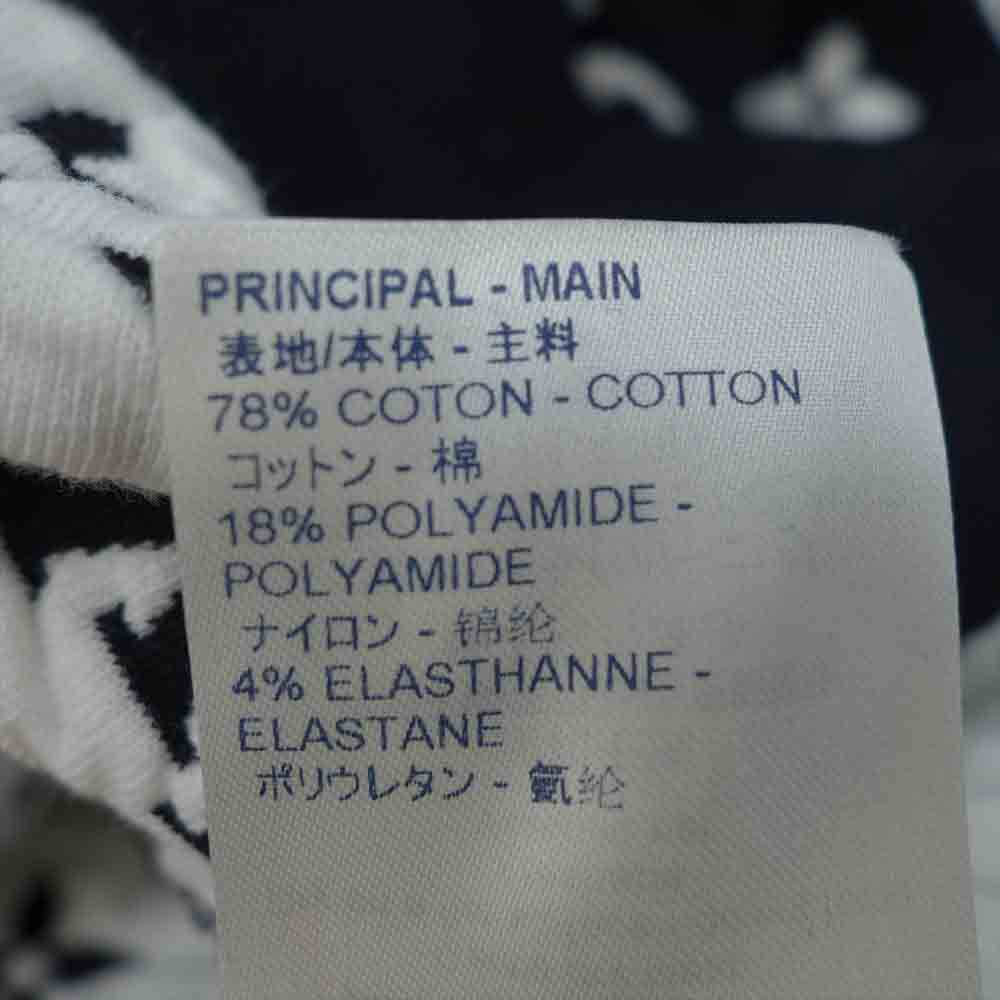 PRINCIPAL - MAIN
表地/本体 - 主料
78% COTON - COTTON
コットン - 棉
18% POLYAMIDE -
POLYAMIDE
ナイロン - 锦纶
4% ELASTHANNE -
ELASTANE
ポリウレタン - 氨纶